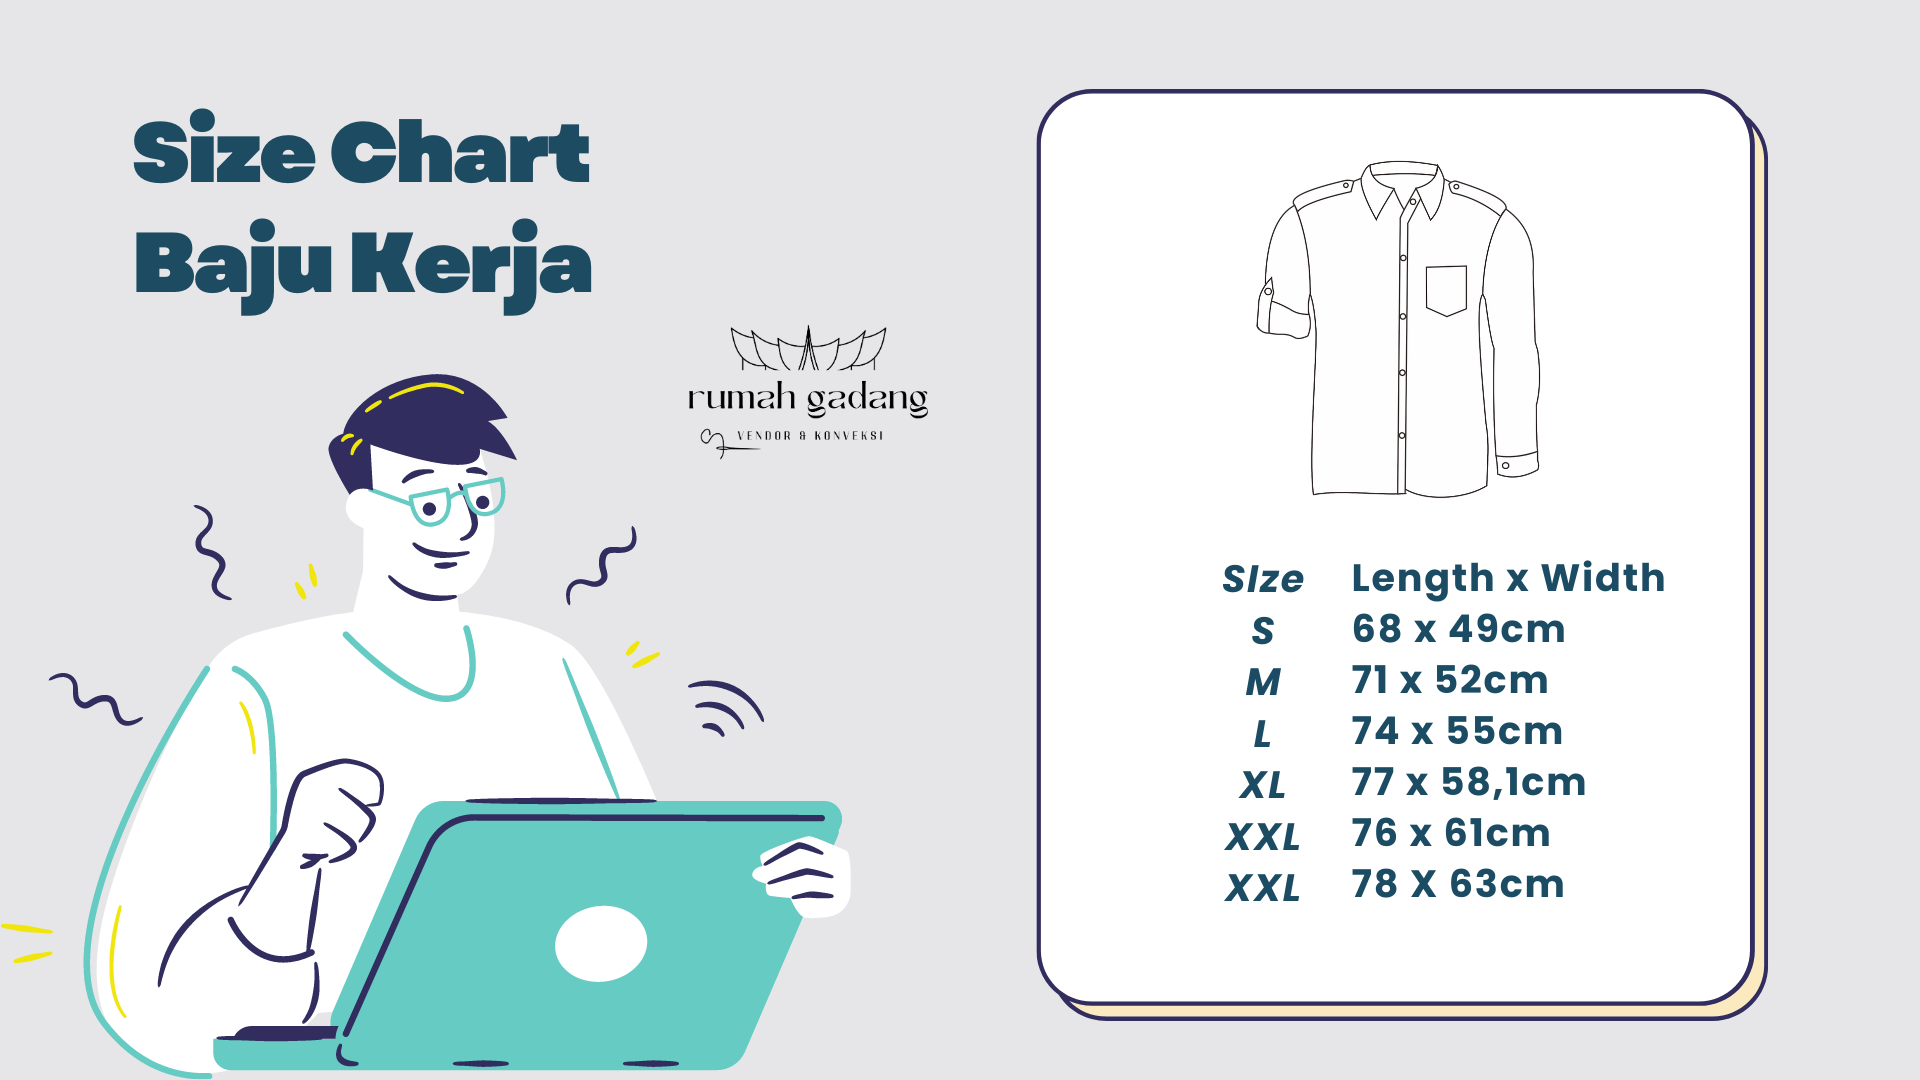 Size Chart
Baju Kerja
rumah gadang
VENDOR & KONVEKSI
SIze Length x Width
S 68 x 49cm
M 71 x 52cm
L 74 x 55cm
XL 77 x 58,1cm
XXL 76 x 61cm
XXL 78 X 63cm